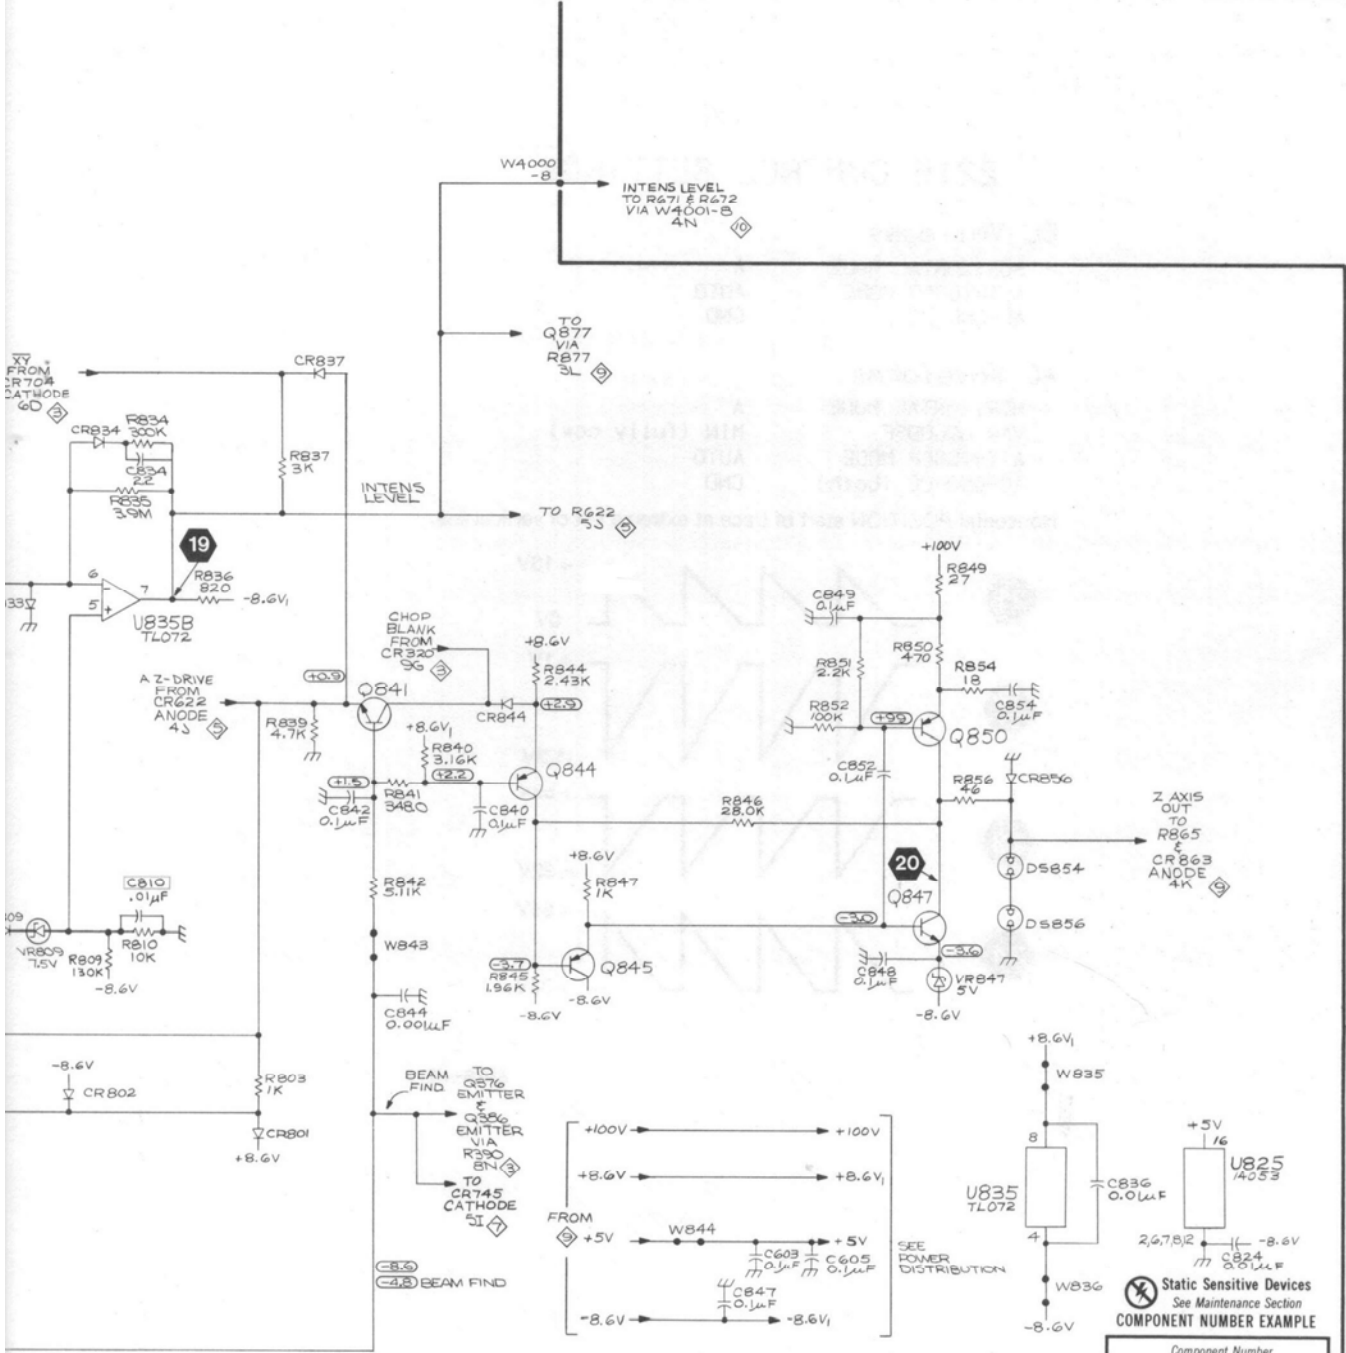 W4000
-8
INTENS LEVEL
TO R671 & R672
VIA W4001-8
4N
10
TO
Q877
VIA
R877
3L
9
XY
FROM
CR704
CATHODE
6D
3
CR837
CR834
R834
300K
C834
22
R835
3.9M
R837
3K
INTENS
LEVEL
TO R622
5J
5
19
6
5
7
R836
820
-8.6V1
U835B
TL072
833
A Z-DRIVE
FROM
CR622
ANODE
4J
5
+0.9
Q841
CHOP
BLANK
FROM
CR320
9G
3
+8.6V
R844
2.43K
+2.9
CR844
R839
4.7K
+8.6V1
R840
3.16K
+2.2
+1.5
C842
0.1µF
R841
348.0
C840
0.1µF
Q844
+100V
R849
27
C849
0.1µF
R851
2.2K
R850
470
R854
18
C854
0.1µF
R852
100K
+99
Q850
C852
0.1µF
R856
46
CR856
R846
28.0K
Z AXIS
OUT
TO
R865
&
CR863
ANODE
4K
9
20
DS854
DS856
Q847
-3.0
-3.6
+8.6V
R847
1K
R842
5.11K
W843
C810
.01µF
R810
10K
809
VR809
7.5V
R809
130K
-8.6V
-3.7
R845
1.96K
-8.6V
Q845
-8.6V
C848
0.1µF
VR847
5V
-8.6V
C844
0.001µF
-8.6V
CR802
R803
1K
CR801
+8.6V
BEAM
FIND
TO
Q376
EMITTER
&
Q386
EMITTER
VIA
R390
8N
3
TO
CR745
CATHODE
5I
7
-8.6
-4.8 BEAM FIND
FROM
9
+100V
+100V
+8.6V
+8.6V1
+5V
W844
+5V
C603
0.1µF
C605
0.1µF
C847
0.1µF
-8.6V
-8.6V1
SEE
POWER
DISTRIBUTION
+8.6V1
W835
8
U835
TL072
4
C836
0.01µF
W836
-8.6V
+5V
16
U825
14053
2,6,7,8,12
-8.6V
C824
0.01µF
Static Sensitive Devices
See Maintenance Section
COMPONENT NUMBER EXAMPLE
Component Number